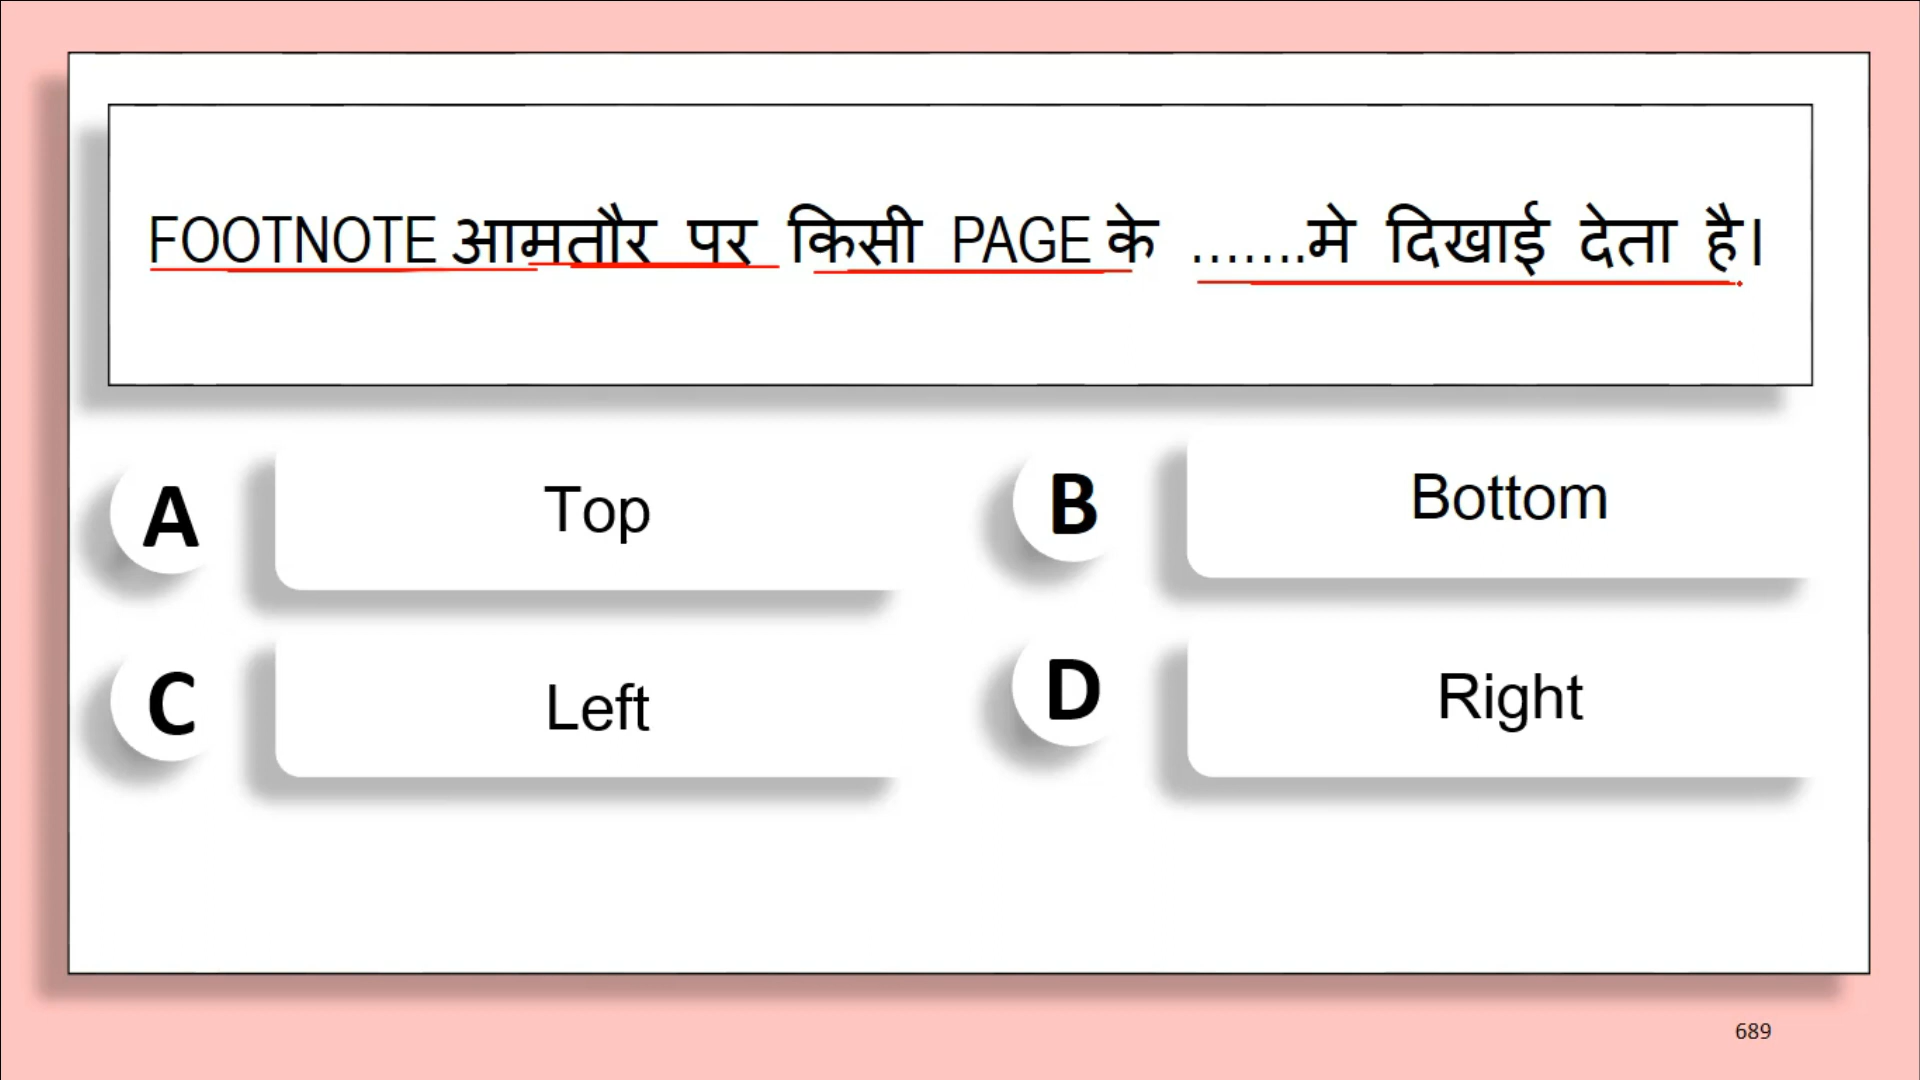 FOOTNOTE आमतौर पर किसी PAGE के .......मे दिखाई देता है।
A Top
B Bottom
C Left
D Right
689